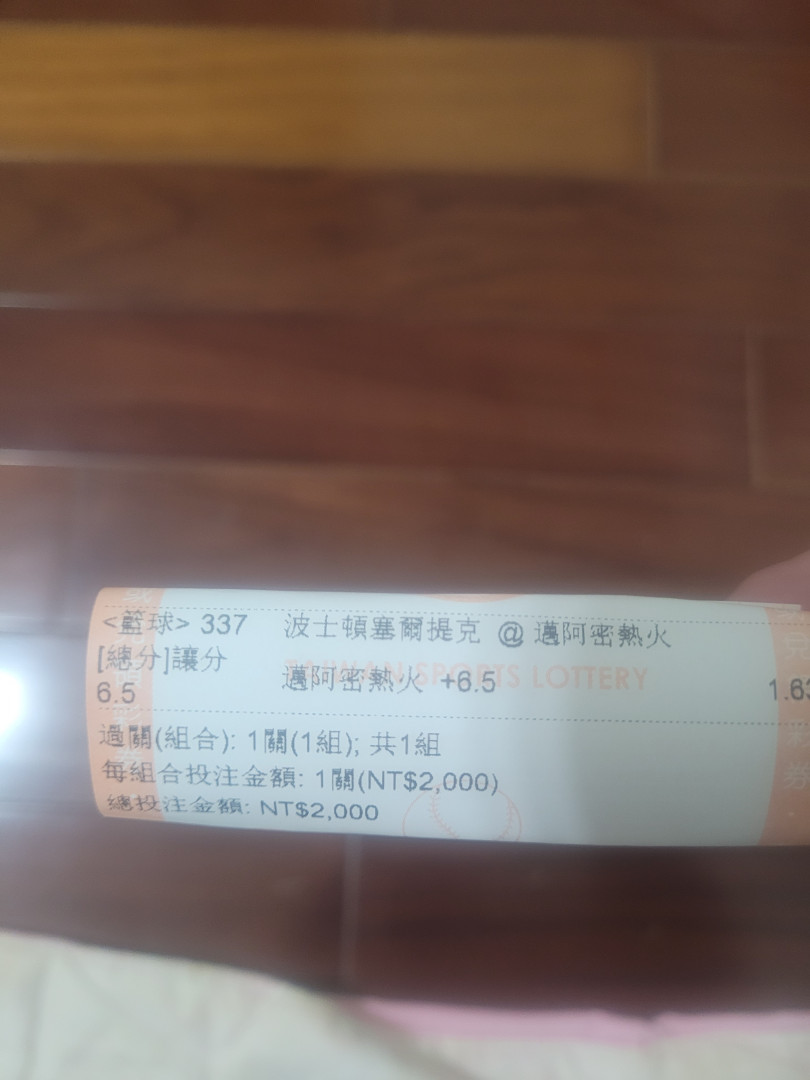 <籃球> 337 波士頓塞爾提克 @ 邁阿密熱火
[總分]讓分
6.5 邁阿密熱火 +6.5 1.63
TAIWAN SPORTS LOTTERY
過關(組合): 1關(1組); 共1組
每組合投注金額: 1關(NT$2,000)
總投注金額: NT$2,000